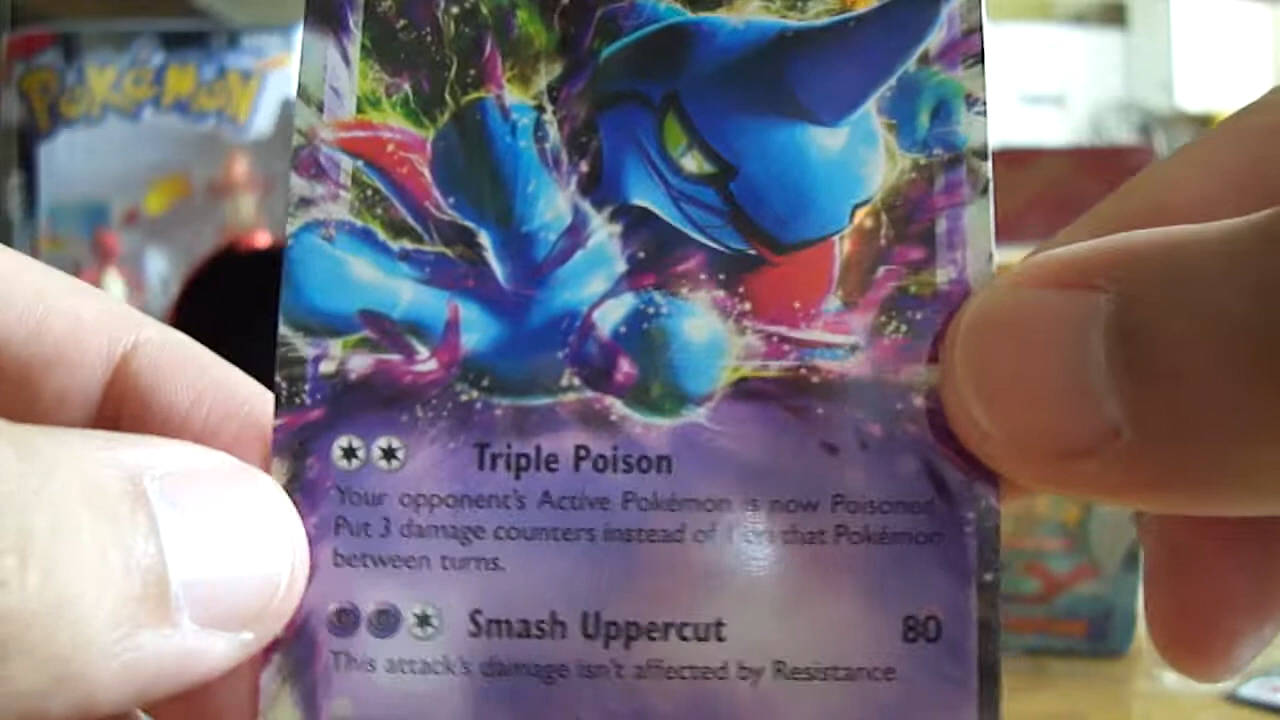 POKéMON
Triple Poison
Your opponent's Active Pokémon is now Poisoned.
Put 3 damage counters instead of 1 on that Pokémon
between turns.
Smash Uppercut 80
This attack's damage isn't affected by Resistance